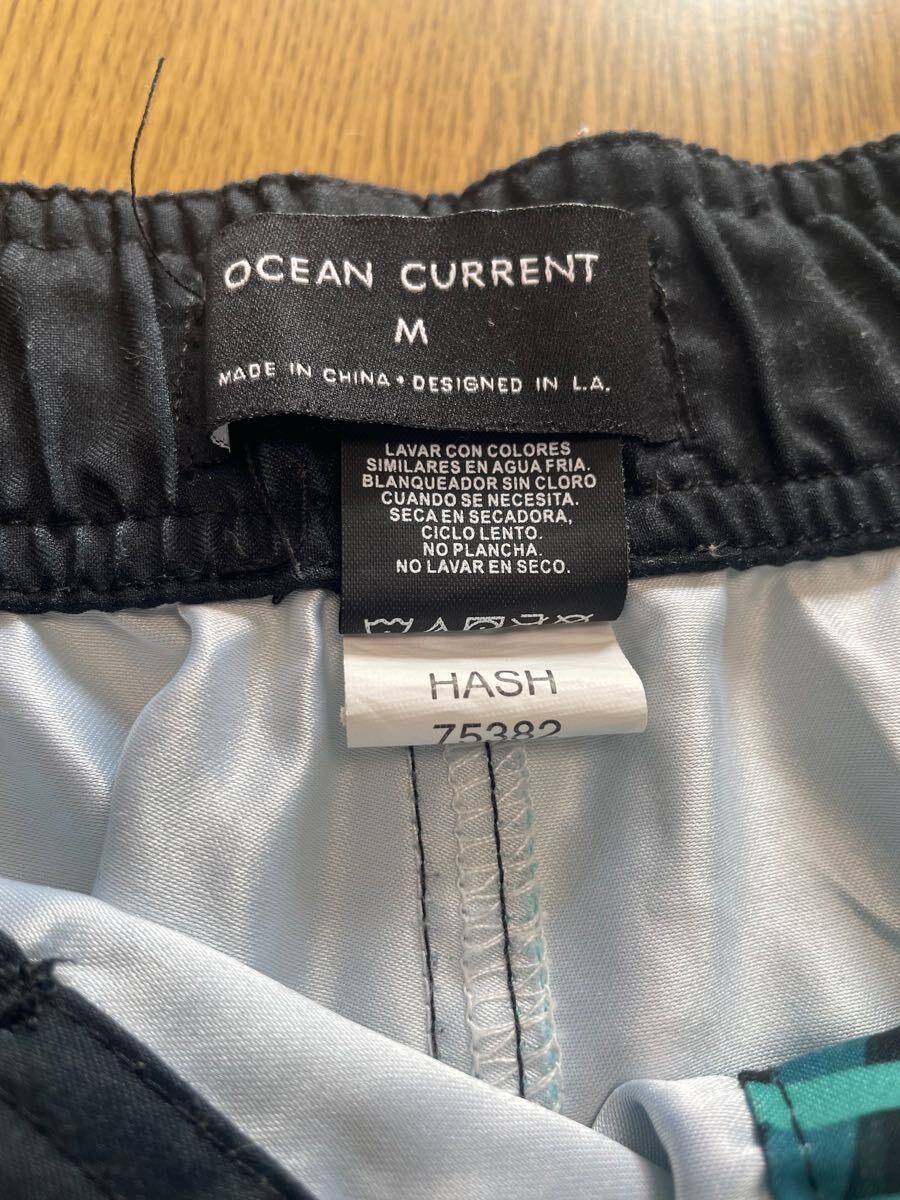 OCEAN CURRENT
M
MADE IN CHINA • DESIGNED IN L.A.
LAVAR CON COLORES
SIMILARES EN AGUA FRIA.
BLANQUEADOR SIN CLORO
CUANDO SE NECESITA.
SECA EN SECADORA,
CICLO LENTO.
NO PLANCHA.
NO LAVAR EN SECO.
HASH
75382